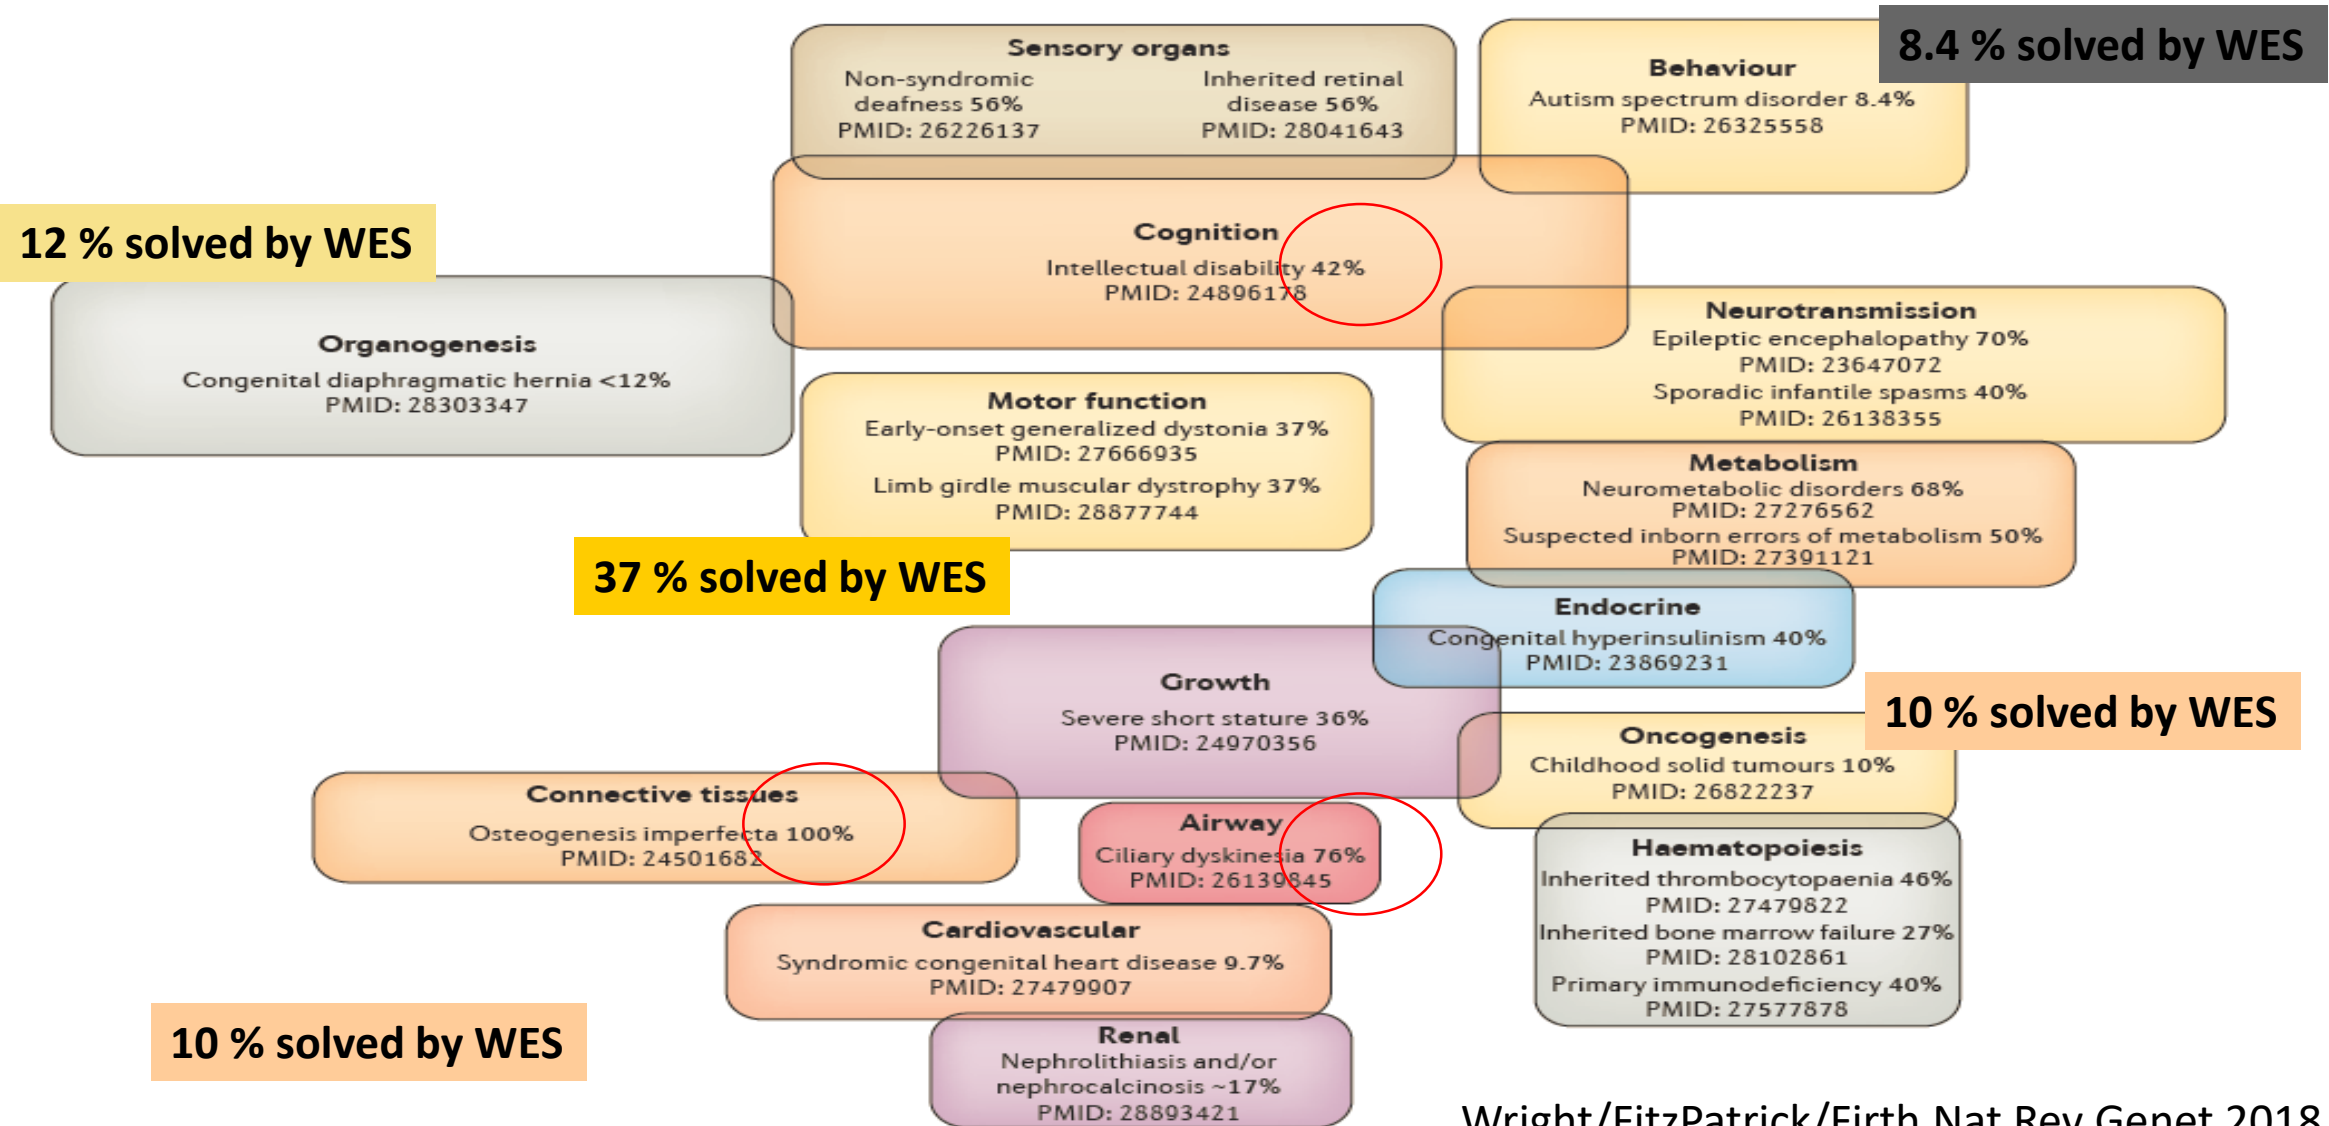 Sensory organs
Non-syndromic
deafness 56%
PMID: 26226137
Inherited retinal
disease 56%
PMID: 28041643
8.4 % solved by WES
Behaviour
Autism spectrum disorder 8.4%
PMID: 26325558
12 % solved by WES
Cognition
Intellectual disability 42%
PMID: 24896178
Organogenesis
Congenital diaphragmatic hernia <12%
PMID: 28303347
Neurotransmission
Epileptic encephalopathy 70%
PMID: 23647072
Sporadic infantile spasms 40%
PMID: 26138355
Motor function
Early-onset generalized dystonia 37%
PMID: 27666935
Limb girdle muscular dystrophy 37%
PMID: 28877744
Metabolism
Neurometabolic disorders 68%
PMID: 27276562
Suspected inborn errors of metabolism 50%
PMID: 27391121
37 % solved by WES
Endocrine
Congenital hyperinsulinism 40%
PMID: 23869231
Growth
Severe short stature 36%
PMID: 24970356
10 % solved by WES
Oncogenesis
Childhood solid tumours 10%
PMID: 26822237
Connective tissues
Osteogenesis imperfecta 100%
PMID: 24501682
Airway
Ciliary dyskinesia 76%
PMID: 26139845
Haematopoiesis
Inherited thrombocytopaenia 46%
PMID: 27479822
Inherited bone marrow failure 27%
PMID: 28102861
Primary immunodeficiency 40%
PMID: 27577878
Cardiovascular
Syndromic congenital heart disease 9.7%
PMID: 27479907
10 % solved by WES
Renal
Nephrolithiasis and/or
nephrocalcinosis ~17%
PMID: 28893421
Wright/FitzPatrick/Firth Nat Rev Genet 2018